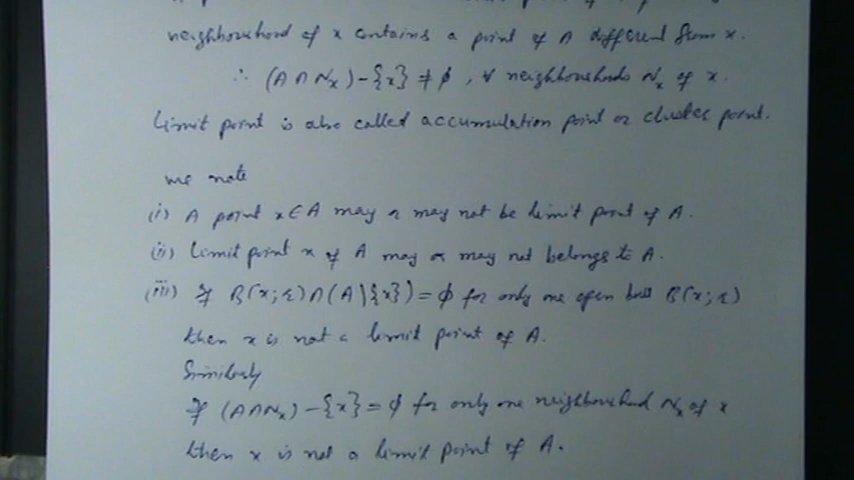 neighbourhood of x contains a point of A different from x.
∴ (A ∩ Nₓ) - {x} ≠ ϕ, ∀ neighbourhoods Nₓ of x.
Limit point is also called accumulation point or cluster point.
we note
(i) A point x ∈ A may or may not be limit point of A.
(ii) Limit point x of A may or may not belongs to A.
(iii) If B(x; r) ∩ (A \ {x}) = ϕ for only one open ball B(x; r)
then x is not a limit point of A.
Similarly
If (A ∩ Nₓ) - {x} = ϕ for only one neighbourhood Nₓ of x
then x is not a limit point of A.